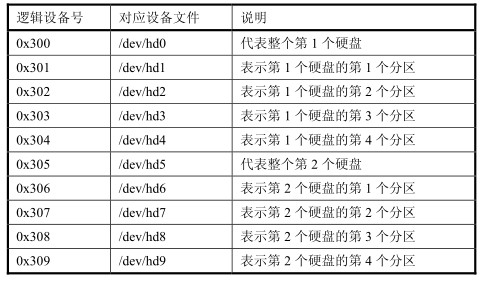 逻辑设备号 对应设备文件 说明
0x300 /dev/hd0 代表整个第 1 个硬盘
0x301 /dev/hd1 表示第 1 个硬盘的第 1 个分区
0x302 /dev/hd2 表示第 1 个硬盘的第 2 个分区
0x303 /dev/hd3 表示第 1 个硬盘的第 3 个分区
0x304 /dev/hd4 表示第 1 个硬盘的第 4 个分区
0x305 /dev/hd5 代表整个第 2 个硬盘
0x306 /dev/hd6 表示第 2 个硬盘的第 1 个分区
0x307 /dev/hd7 表示第 2 个硬盘的第 2 个分区
0x308 /dev/hd8 表示第 2 个硬盘的第 3 个分区
0x309 /dev/hd9 表示第 2 个硬盘的第 4 个分区